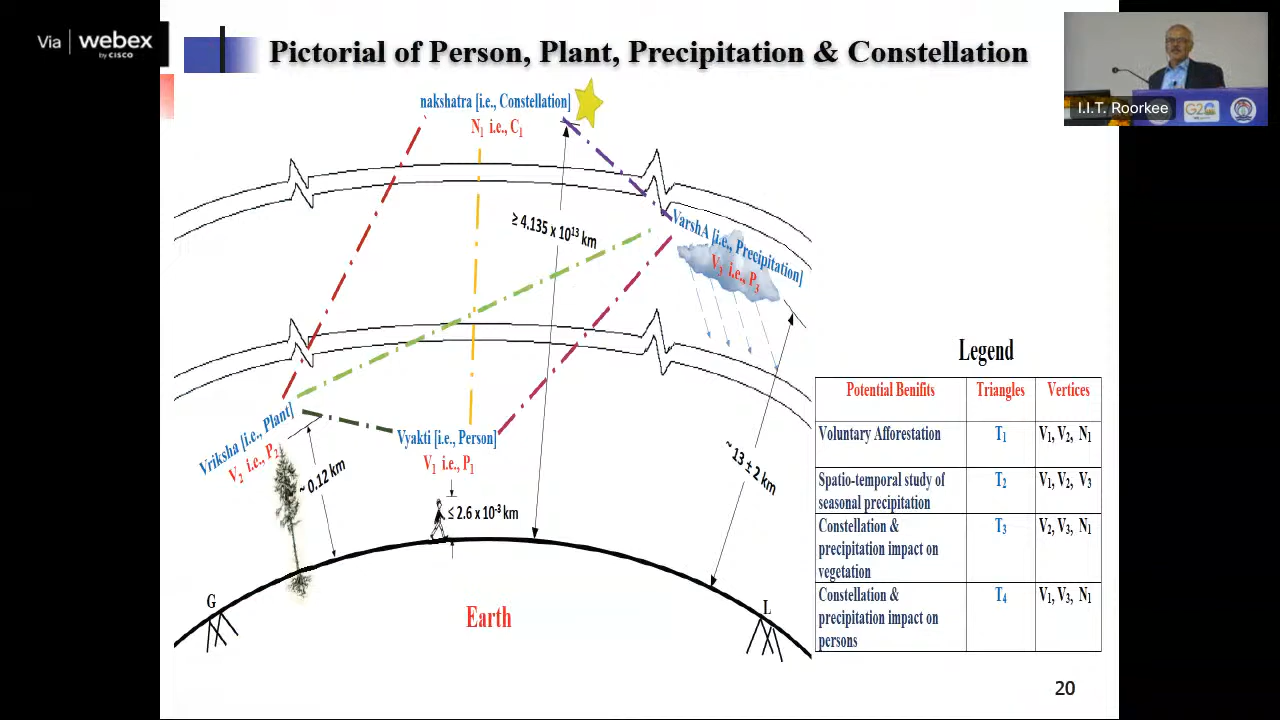 Via webex
by CISCO
Pictorial of Person, Plant, Precipitation & Constellation
I.I.T. Roorkee
G20
nakshatra [i.e., Constellation]
N₁ i.e., C₁
≥ 4.135 x 10¹³ km
VarshA [i.e., Precipitation]
V₃ i.e., P₃
Vriksha [i.e., Plant]
V₂ i.e., P₂
Vyakti [i.e., Person]
V₁ i.e., P₁
~ 0.12 km
≤ 2.6 x 10⁻³ km
~ 13 ± 2 km
G
L
Earth
Legend
Potential Benifits Triangles Vertices
Voluntary Afforestation T₁ V₁, V₂, N₁
Spatio-temporal study of T₂ V₁, V₂, V₃
seasonal precipitation
Constellation & T₃ V₂, V₃, N₁
precipitation impact on
vegetation
Constellation & T₄ V₁, V₃, N₁
precipitation impact on
persons
20